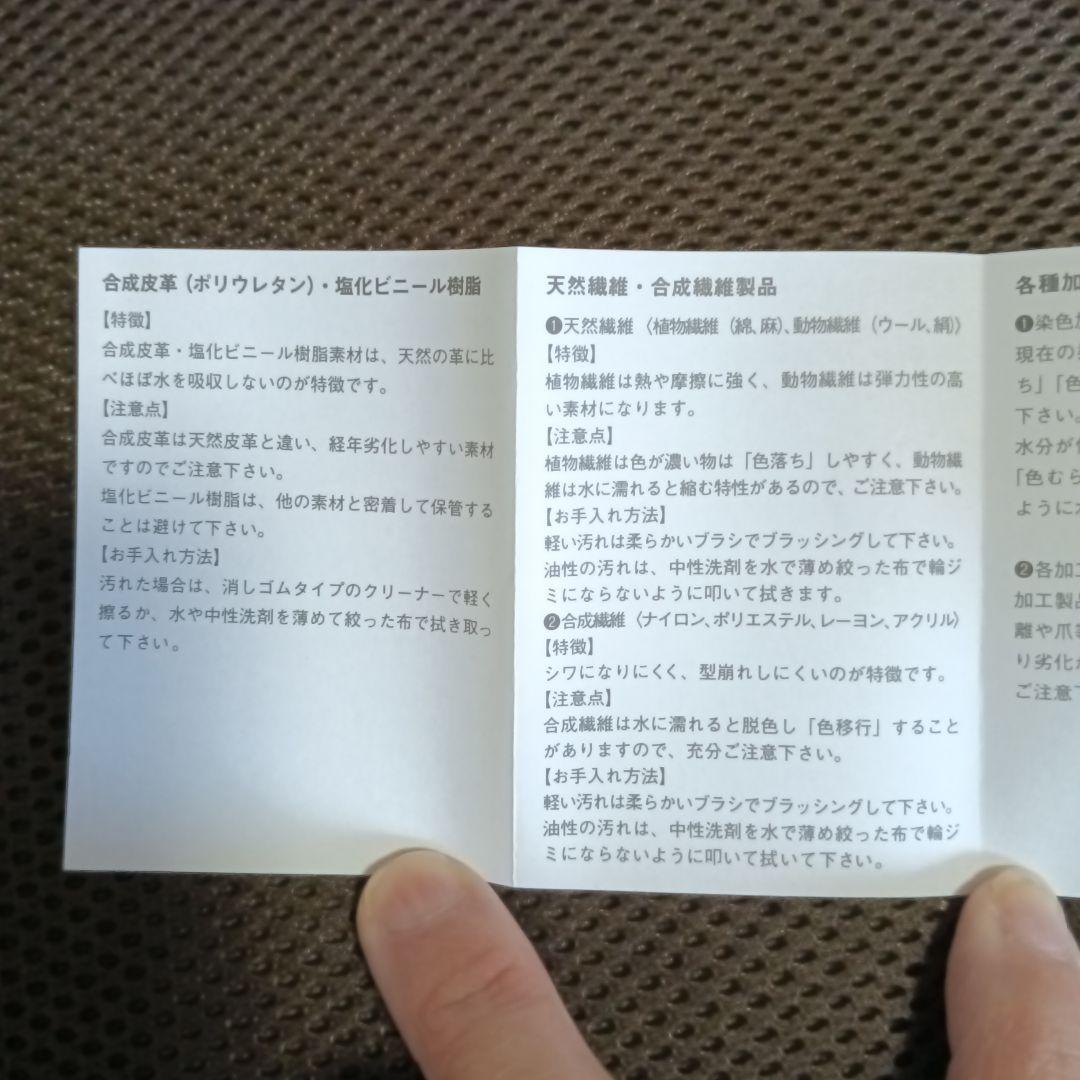 合成皮革（ポリウレタン）・塩化ビニール樹脂
【特徴】
合成皮革・塩化ビニール樹脂素材は、天然の革に比
べほぼ水を吸収しないのが特徴です。
【注意点】
合成皮革は天然皮革と違い、経年劣化しやすい素材
ですのでご注意下さい。
塩化ビニール樹脂は、他の素材と密着して保管する
ことは避けて下さい。
【お手入れ方法】
汚れた場合は、消しゴムタイプのクリーナーで軽く
擦るか、水や中性洗剤を薄めて絞った布で拭き取っ
て下さい。
天然繊維・合成繊維製品
❶天然繊維〈植物繊維（綿、麻）、動物繊維（ウール、絹）〉
【特徴】
植物繊維は熱や摩擦に強く、動物繊維は弾力性の高
い素材になります。
【注意点】
植物繊維は色が濃い物は「色落ち」しやすく、動物繊
維は水に濡れると縮む特性があるので、ご注意下さい。
【お手入れ方法】
軽い汚れは柔らかいブラシでブラッシングして下さい。
油性の汚れは、中性洗剤を水で薄め絞った布で輪ジ
ミにならないように叩いて拭きます。
❷合成繊維〈ナイロン、ポリエステル、レーヨン、アクリル〉
【特徴】
シワになりにくく、型崩れしにくいのが特徴です。
【注意点】
合成繊維は水に濡れると脱色し「色移行」すること
がありますので、充分ご注意下さい。
【お手入れ方法】
軽い汚れは柔らかいブラシでブラッシングして下さい。
油性の汚れは、中性洗剤を水で薄め絞った布で輪ジ
ミにならないように叩いて拭いて下さい。
各種加
❶染色加
現在の
ち」「色
下さい。
水分が
「色むら
ように
❷各加工
加工製品
離や爪
り劣化
ご注意下